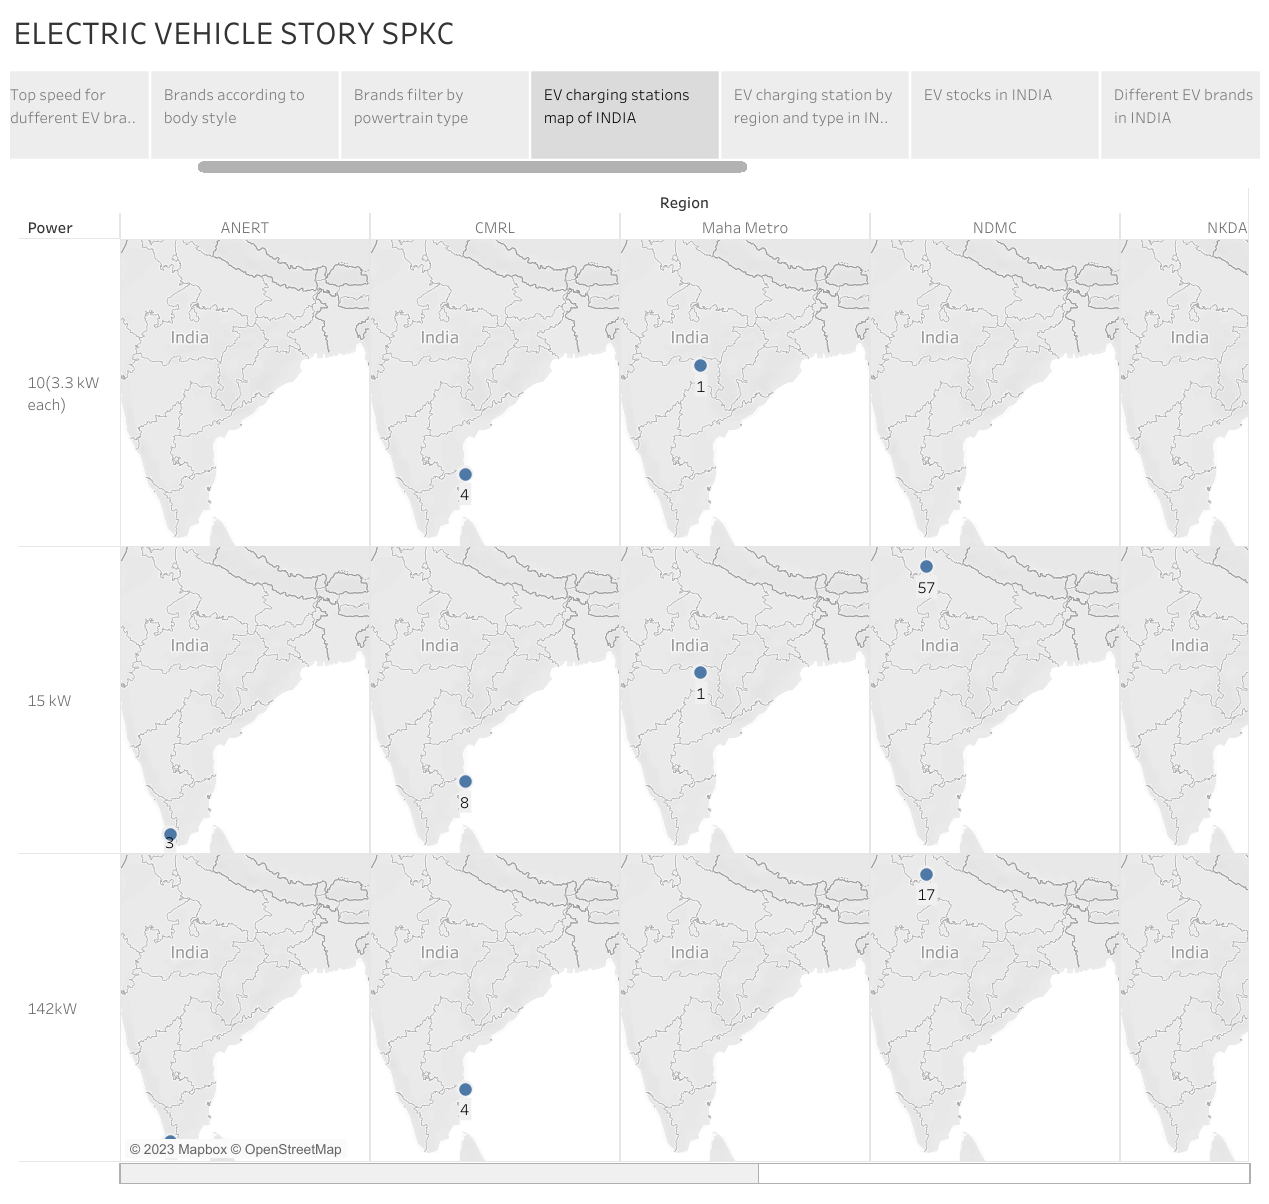 ELECTRIC VEHICLE STORY SPKC
Top speed for
dufferent EV bra..
Brands according to
body style
Brands filter by
powertrain type
EV charging stations
map of INDIA
EV charging station by
region and type in IN..
EV stocks in INDIA
Different EV brands
in INDIA
Region
Power
ANERT
CMRL
Maha Metro
NDMC
NKDA
10(3.3 kW
each)
India
India
India
India
India
1
4
15 kW
57
India
India
India
India
India
1
8
3
142kW
17
India
India
India
India
India
4
© 2023 Mapbox © OpenStreetMap